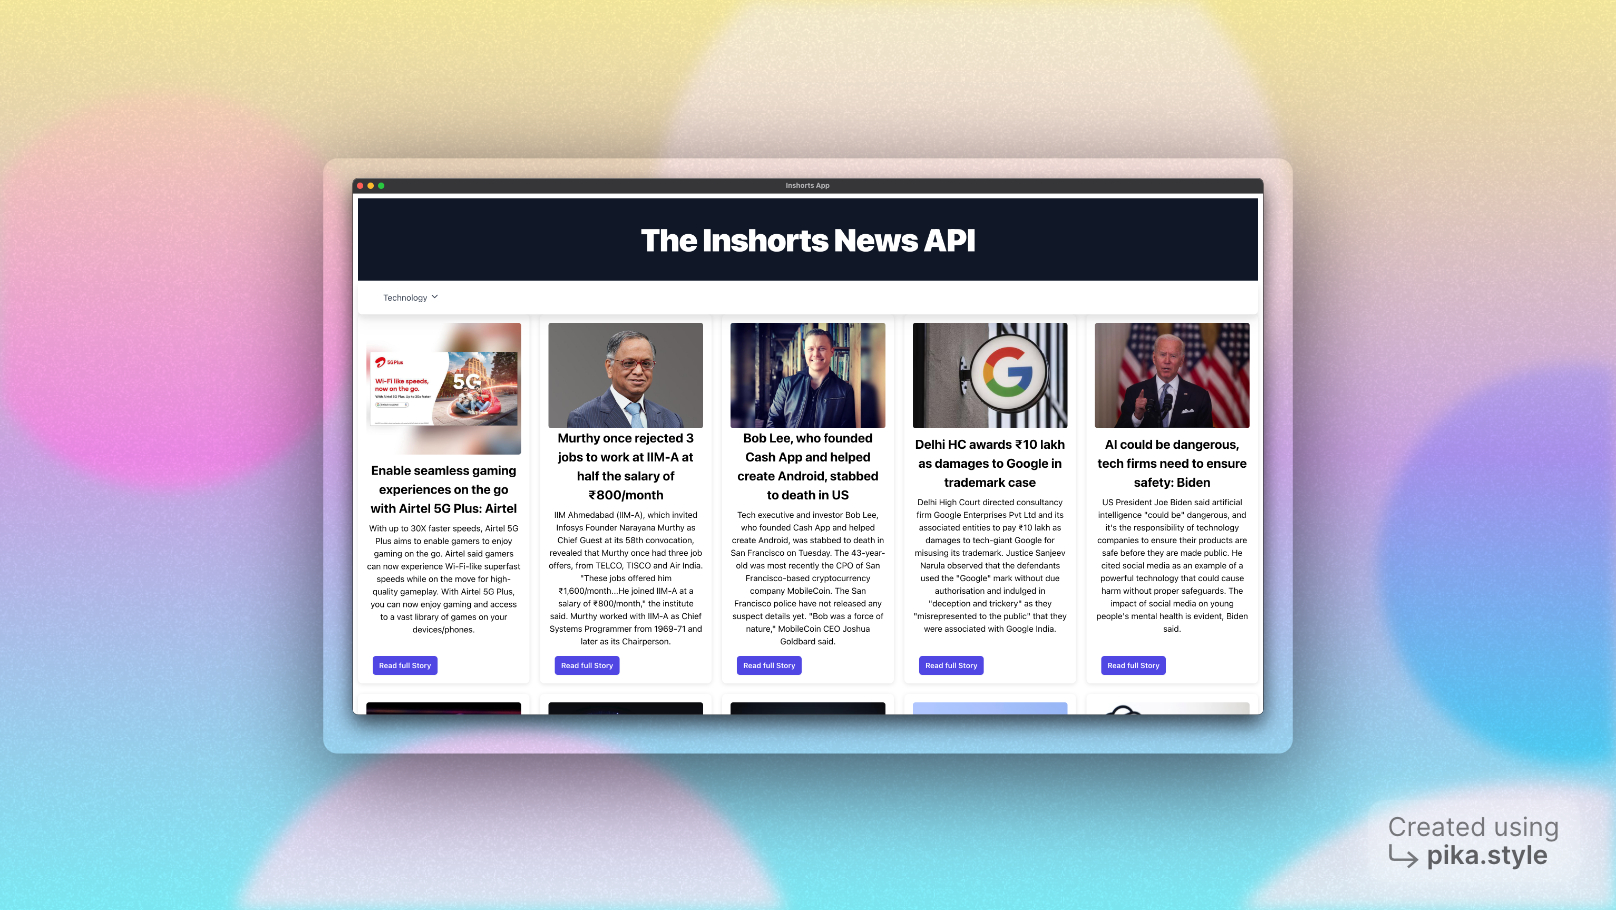 Inshorts App
The Inshorts News API
Technology
5G Plus
Wi-Fi like speeds,
now on the go.
5G
Enable seamless gaming
experiences on the go
with Airtel 5G Plus: Airtel
With up to 30X faster speeds, Airtel 5G
Plus aims to enable gamers to enjoy
gaming on the go. Airtel said gamers
can now experience Wi-Fi-like superfast
speeds while on the move for high-
quality gameplay. With Airtel 5G Plus,
you can now enjoy gaming and access
to a vast library of games on your
devices/phones.
Read full Story
Murthy once rejected 3
jobs to work at IIM-A at
half the salary of
₹800/month
IIM Ahmedabad (IIM-A), which invited
Infosys Founder Narayana Murthy as
Chief Guest at its 58th convocation,
revealed that Murthy once had three job
offers, from TELCO, TISCO and Air India.
"These jobs offered him
₹1,600/month...He joined IIM-A at a
salary of ₹800/month," the institute
said. Murthy worked with IIM-A as Chief
Systems Programmer from 1969-71 and
later as its Chairperson.
Read full Story
Bob Lee, who founded
Cash App and helped
create Android, stabbed
to death in US
Tech executive and investor Bob Lee,
who founded Cash App and helped
create Android, was stabbed to death in
San Francisco on Tuesday. The 43-year-
old was most recently the CPO of San
Francisco-based cryptocurrency
company MobileCoin. The San
Francisco police have not released any
suspect details yet. "Bob was a force of
nature," MobileCoin CEO Joshua
Goldbard said.
Read full Story
Delhi HC awards ₹10 lakh
as damages to Google in
trademark case
Delhi High Court directed consultancy
firm Google Enterprises Pvt Ltd and its
associated entities to pay ₹10 lakh as
damages to tech-giant Google for
misusing its trademark. Justice Sanjeev
Narula observed that the defendants
used the "Google" mark without due
authorisation and indulged in
"deception and trickery" as they
"misrepresented to the public" that they
were associated with Google India.
Read full Story
AI could be dangerous,
tech firms need to ensure
safety: Biden
US President Joe Biden said artificial
intelligence "could be" dangerous, and
it's the responsibility of technology
companies to ensure their products are
safe before they are made public. He
cited social media as an example of a
powerful technology that could cause
harm without proper safeguards. The
impact of social media on young
people's mental health is evident, Biden
said.
Read full Story
Created using
pika.style